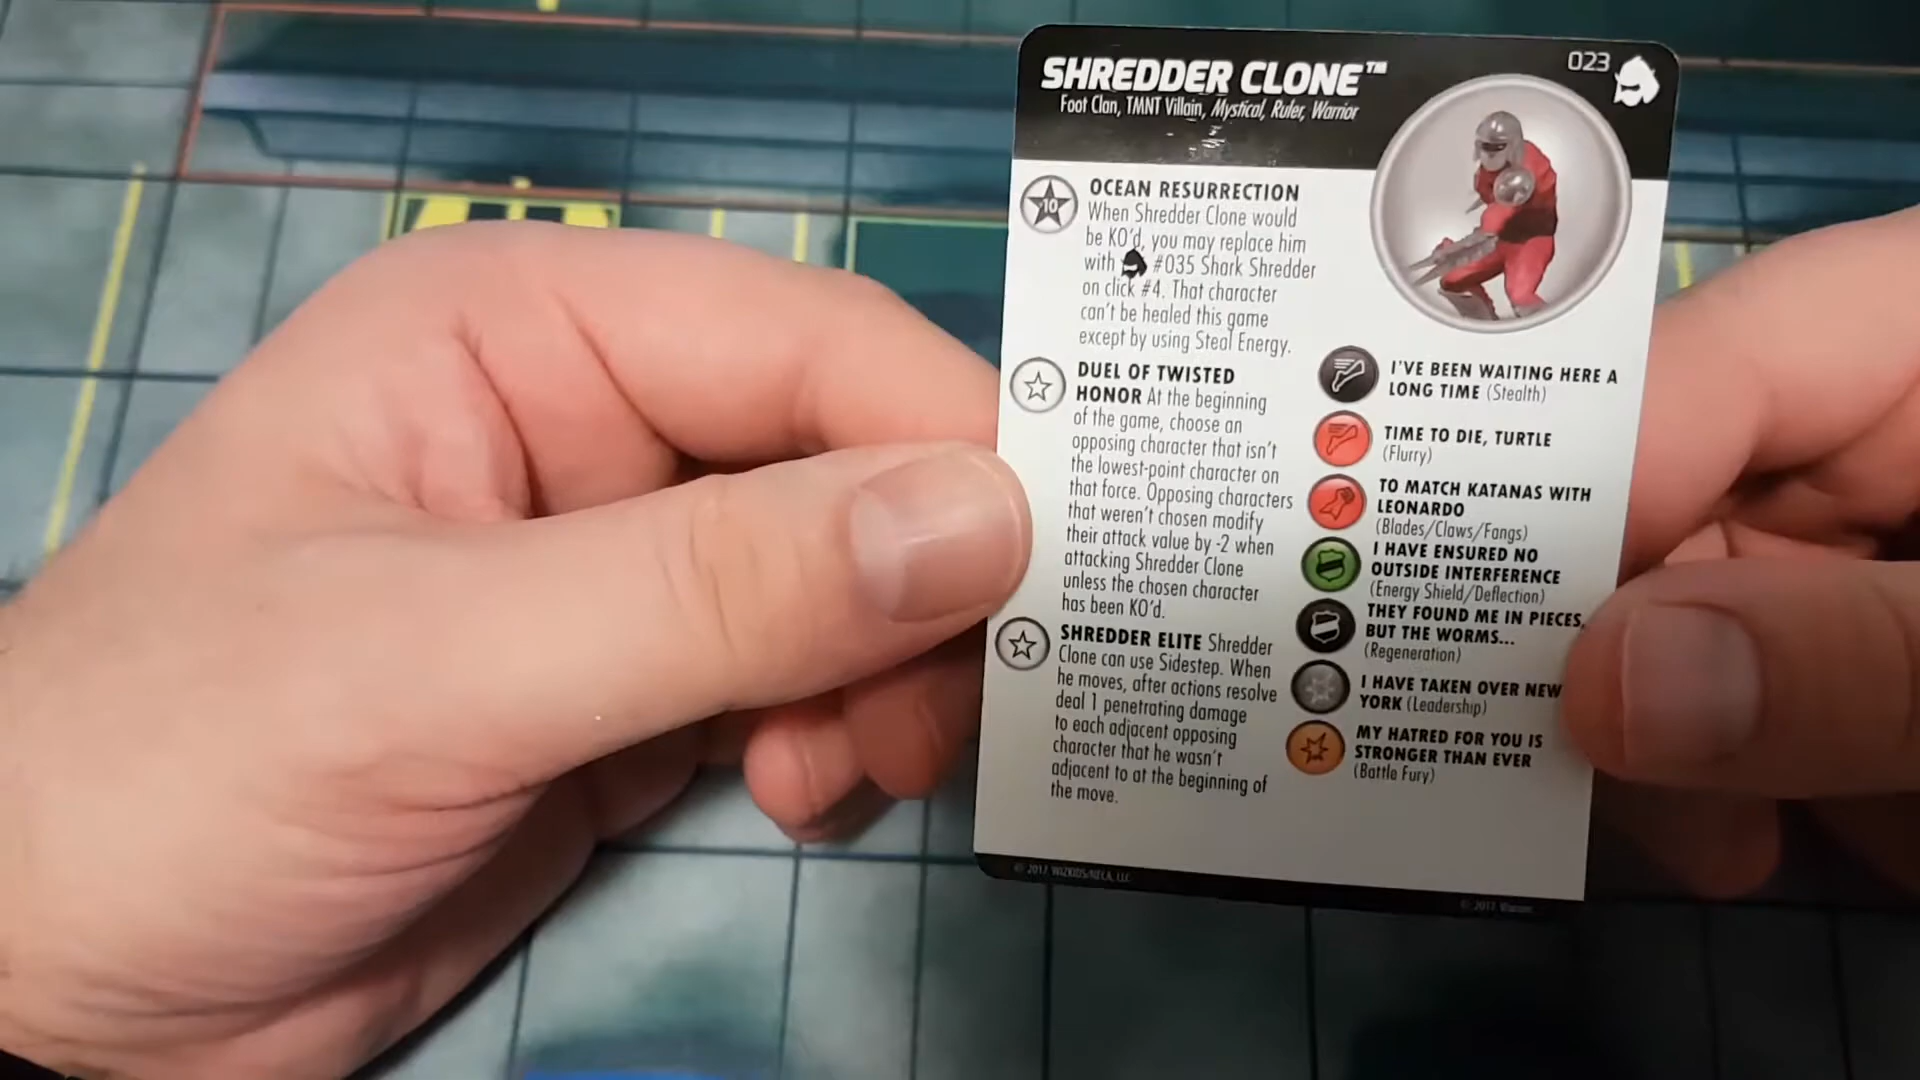 SHREDDER CLONE™
023
Foot Clan, TMNT Villain, Mystical, Ruler, Warrior
-10
OCEAN RESURRECTION
When Shredder Clone would
be KO'd, you may replace him
with #035 Shark Shredder
on click #4. That character
can't be healed this game
except by using Steal Energy.
DUEL OF TWISTED
HONOR At the beginning
of the game, choose an
opposing character that isn't
the lowest-point character on
that force. Opposing characters
that weren't chosen modify
their attack value by -2 when
attacking Shredder Clone
unless the chosen character
has been KO'd.
SHREDDER ELITE Shredder
Clone can use Sidestep. When
he moves, after actions resolve
deal 1 penetrating damage
to each adjacent opposing
character that he wasn't
adjacent to at the beginning of
the move.
I'VE BEEN WAITING HERE A
LONG TIME (Stealth)
TIME TO DIE, TURTLE
(Flurry)
TO MATCH KATANAS WITH
LEONARDO
(Blades/Claws/Fangs)
I HAVE ENSURED NO
OUTSIDE INTERFERENCE
(Energy Shield/Deflection)
THEY FOUND ME IN PIECES,
BUT THE WORMS...
(Regeneration)
I HAVE TAKEN OVER NEW
YORK (Leadership)
MY HATRED FOR YOU IS
STRONGER THAN EVER
(Battle Fury)
© 2017 WIZKIDS/NECA, LLC
© 2017